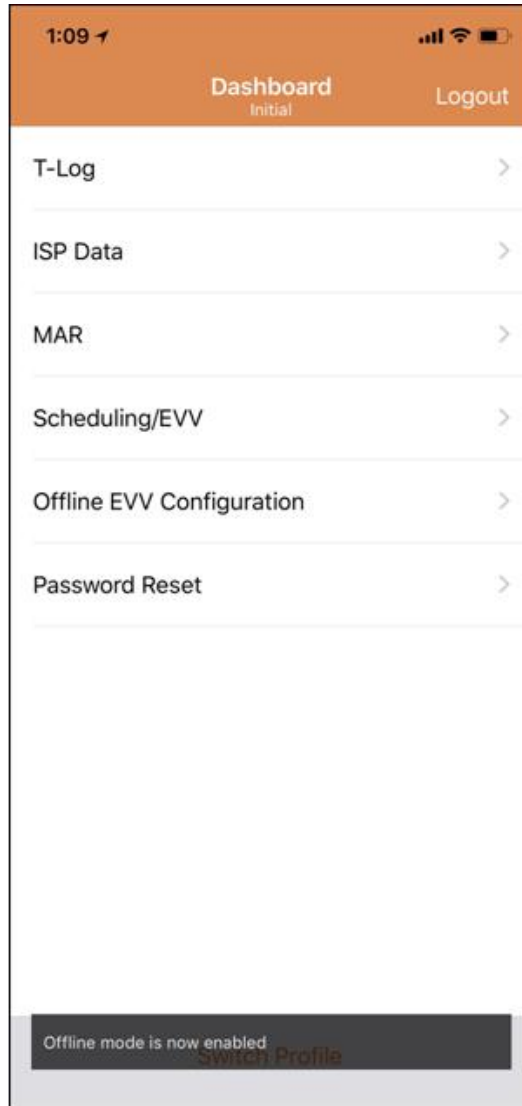 1:09
Dashboard
Initial
Logout
T-Log
ISP Data
MAR
Scheduling/EVV
Offline EVV Configuration
Password Reset
Offline mode is now enabled
Switch Profile